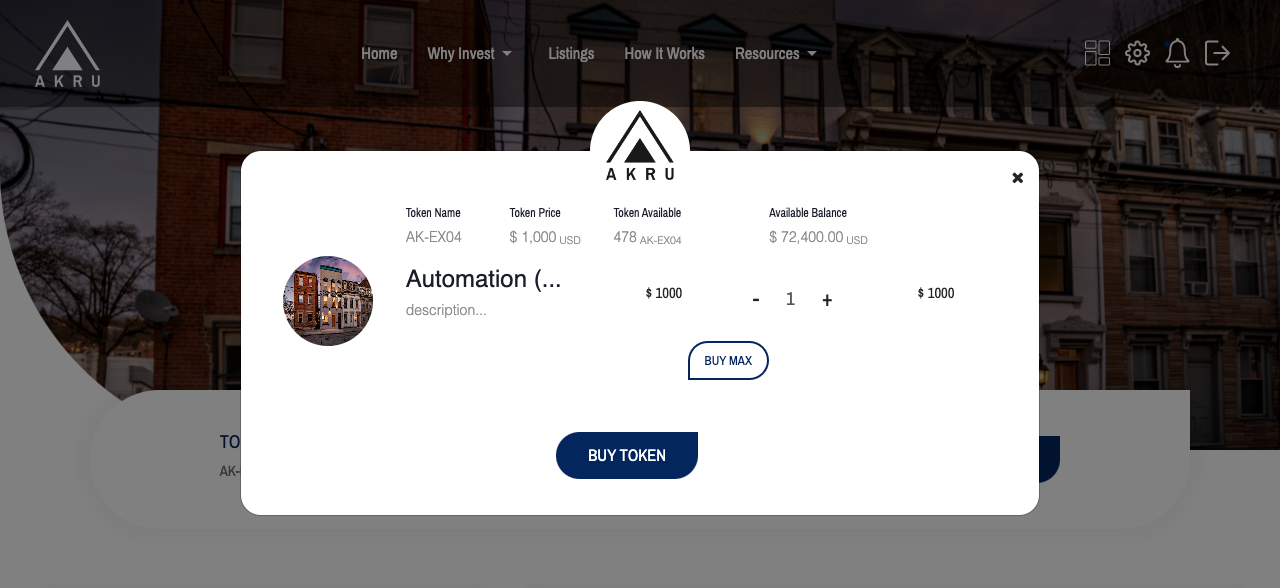 Home Why Invest Listings How It Works Resources
AKRU
AKRU
Token Name Token Price Token Available Available Balance
AK-EX04 $ 1,000 USD 478 AK-EX04 $ 72,400.00 USD
Automation (...
description...
$ 1000 - 1 + $ 1000
BUY MAX
TO
AK-
BUY TOKEN